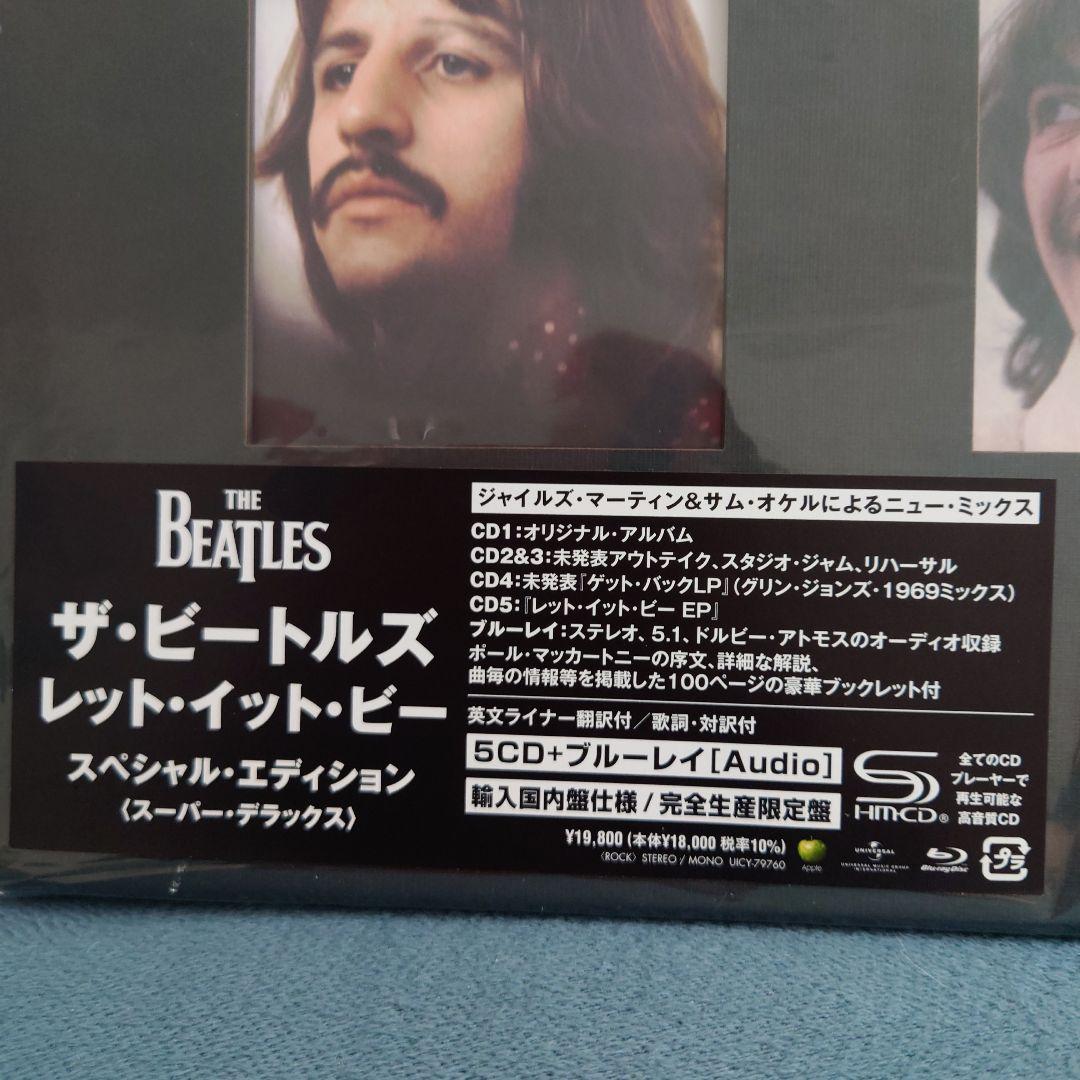 THE
BEATLES
ザ・ビートルズ
レット・イット・ビー
スペシャル・エディション
〈スーパー・デラックス〉
ジャイルズ・マーティン&サム・オケルによるニュー・ミックス
CD1：オリジナル・アルバム
CD2&3：未発表アウトテイク、スタジオ・ジャム、リハーサル
CD4：未発表『ゲット・バックLP』（グリン・ジョンズ・1969ミックス）
CD5：『レット・イット・ビー EP』
ブルーレイ：ステレオ、5.1、ドルビー・アトモスのオーディオ収録
ポール・マッカートニーの序文、詳細な解説、
曲毎の情報等を掲載した100ページの豪華ブックレット付
英文ライナー翻訳付／歌詞・対訳付
5CD+ブルーレイ[Audio]
輸入国内盤仕様/完全生産限定盤
SHM-CD®
全てのCD
プレーヤーで
再生可能な
高音質CD
¥19,800 (本体¥18,000 税率10%)
〈ROCK〉 STEREO / MONO UICY-79760
Apple
UNIVERSAL
UNIVERSAL MUSIC GROUP
INTERNATIONAL
Blu-ray Disc
プラ